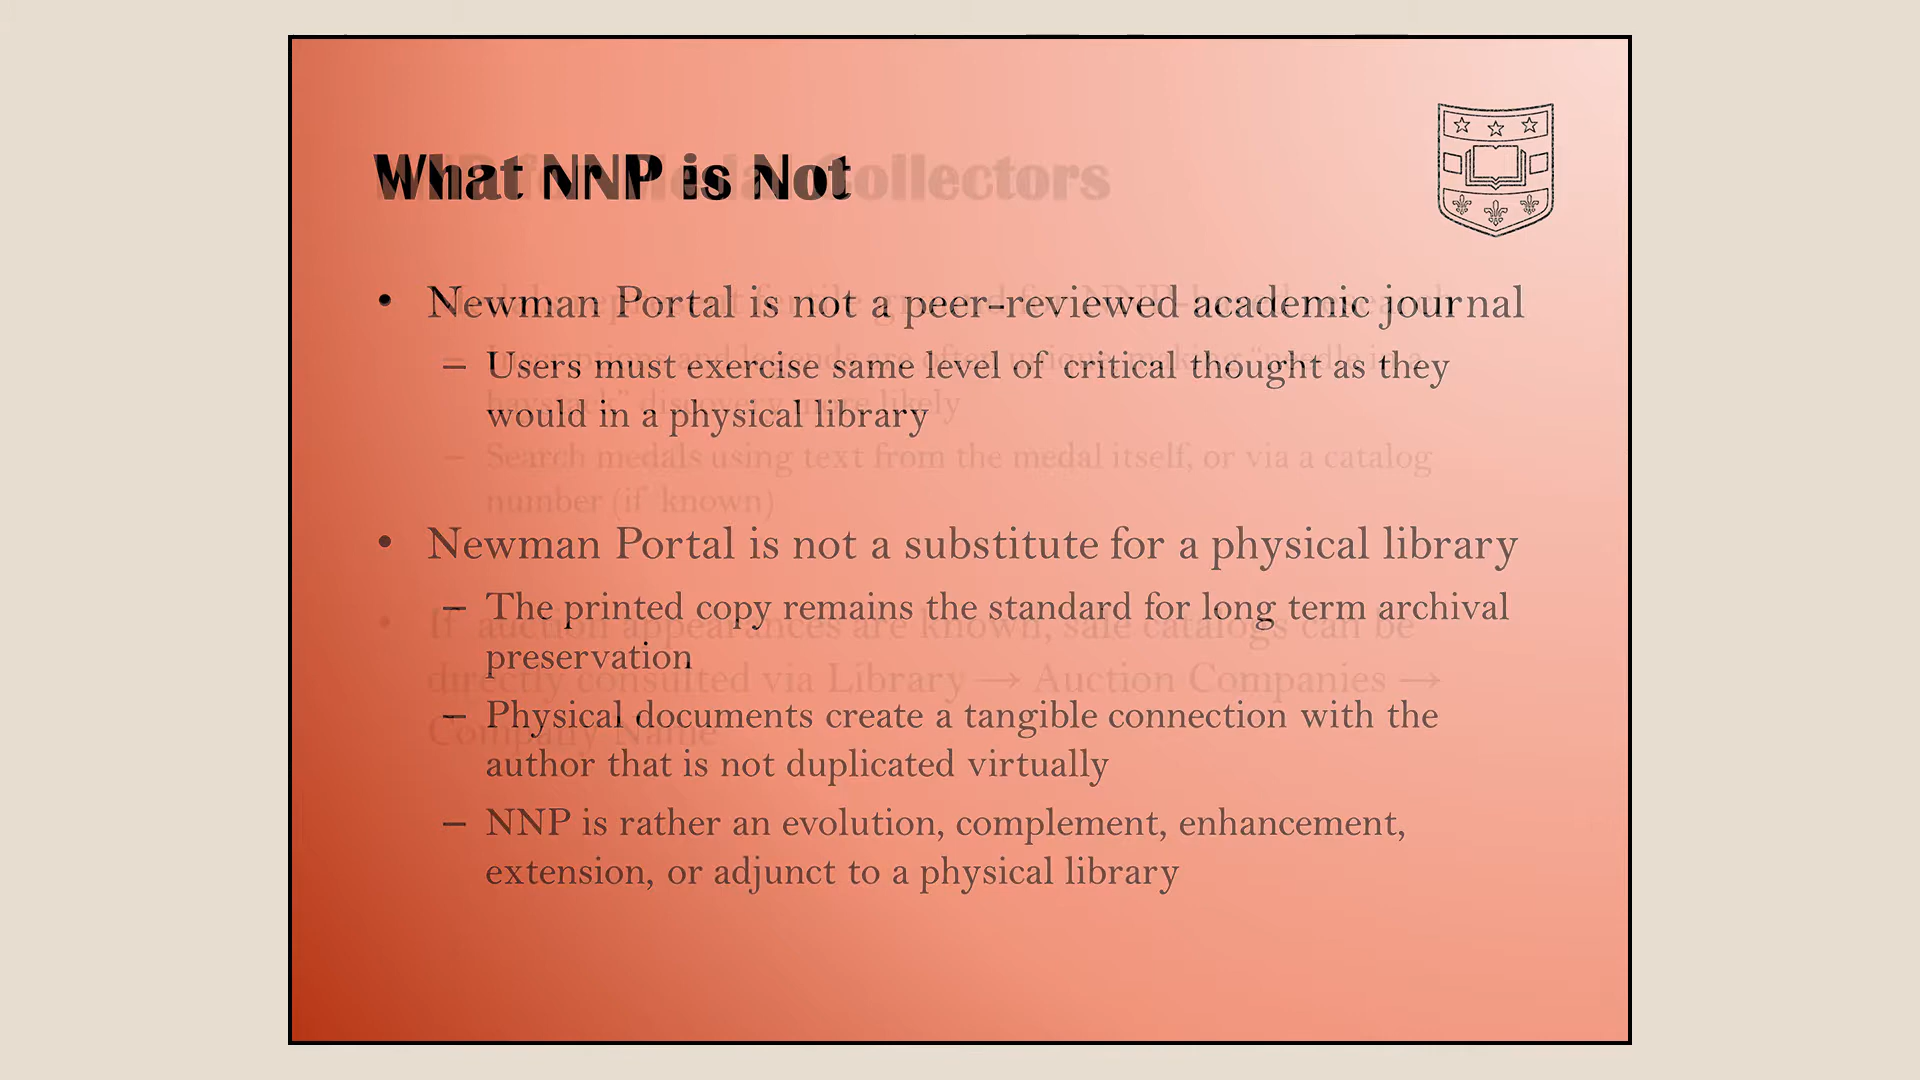 What NNP is Not
Collectors
• Newman Portal is not a peer-reviewed academic journal
– Users must exercise same level of critical thought as they
would in a physical library
– Search medals using text from the medal itself, or via a catalog
number (if known)
• Newman Portal is not a substitute for a physical library
– The printed copy remains the standard for long term archival
preservation
• If auction appearances are known, sale catalogs can be
directly consulted via Library → Auction Companies →
Company Name
– Physical documents create a tangible connection with the
author that is not duplicated virtually
– NNP is rather an evolution, complement, enhancement,
extension, or adjunct to a physical library